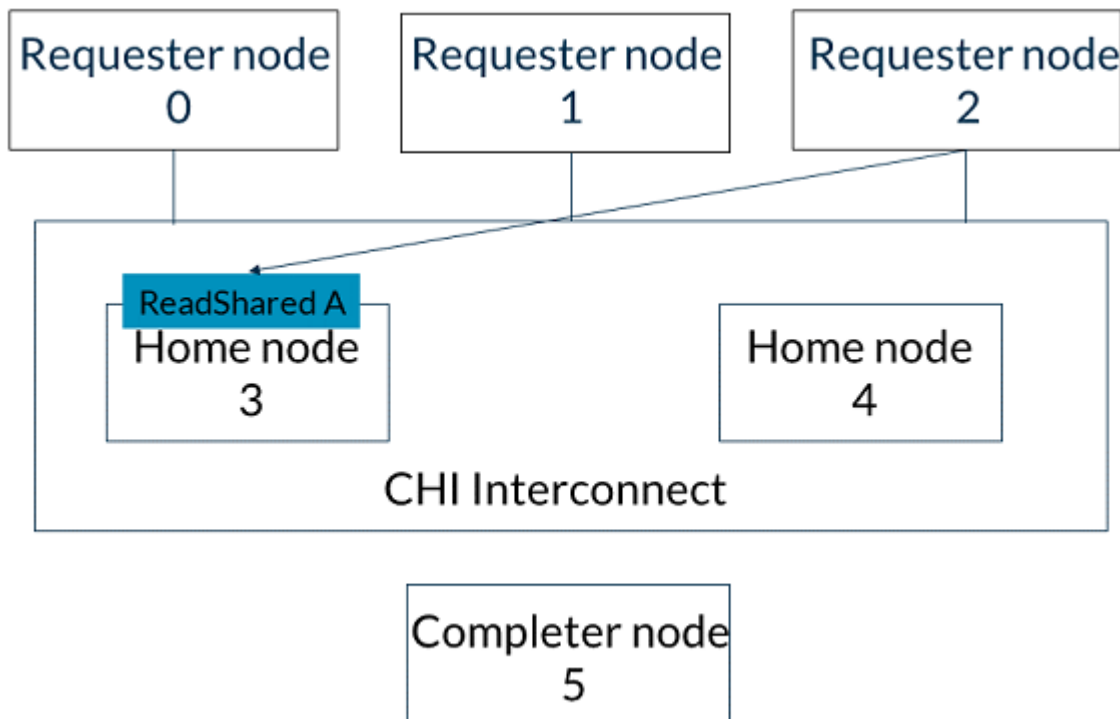 Requester node
0
Requester node
1
Requester node
2
ReadShared A
Home node
3
Home node
4
CHI Interconnect
Completer node
5